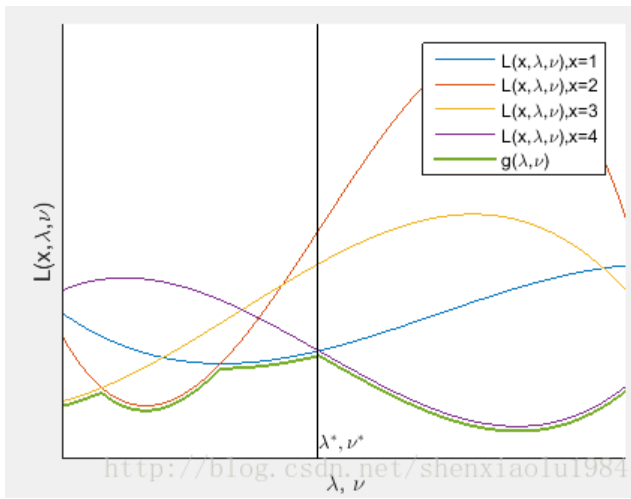 L(x,λ,ν),x=1
L(x,λ,ν),x=2
L(x,λ,ν),x=3
L(x,λ,ν),x=4
g(λ,ν)
L(x,λ,ν)
λ*,ν*
http://blog.csdn.net/shenxiaolu1984
λ, ν